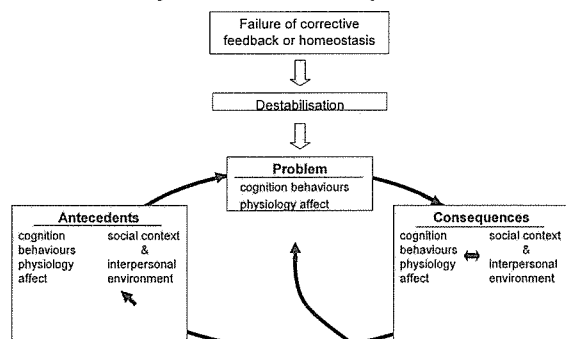 Failure of corrective
feedback or homeostasis
Destabilisation
Problem
cognition behaviours
physiology affect
Antecedents
cognition social context
behaviours &
physiology interpersonal
affect environment
Consequences
cognition social context
behaviours &
physiology interpersonal
affect environment